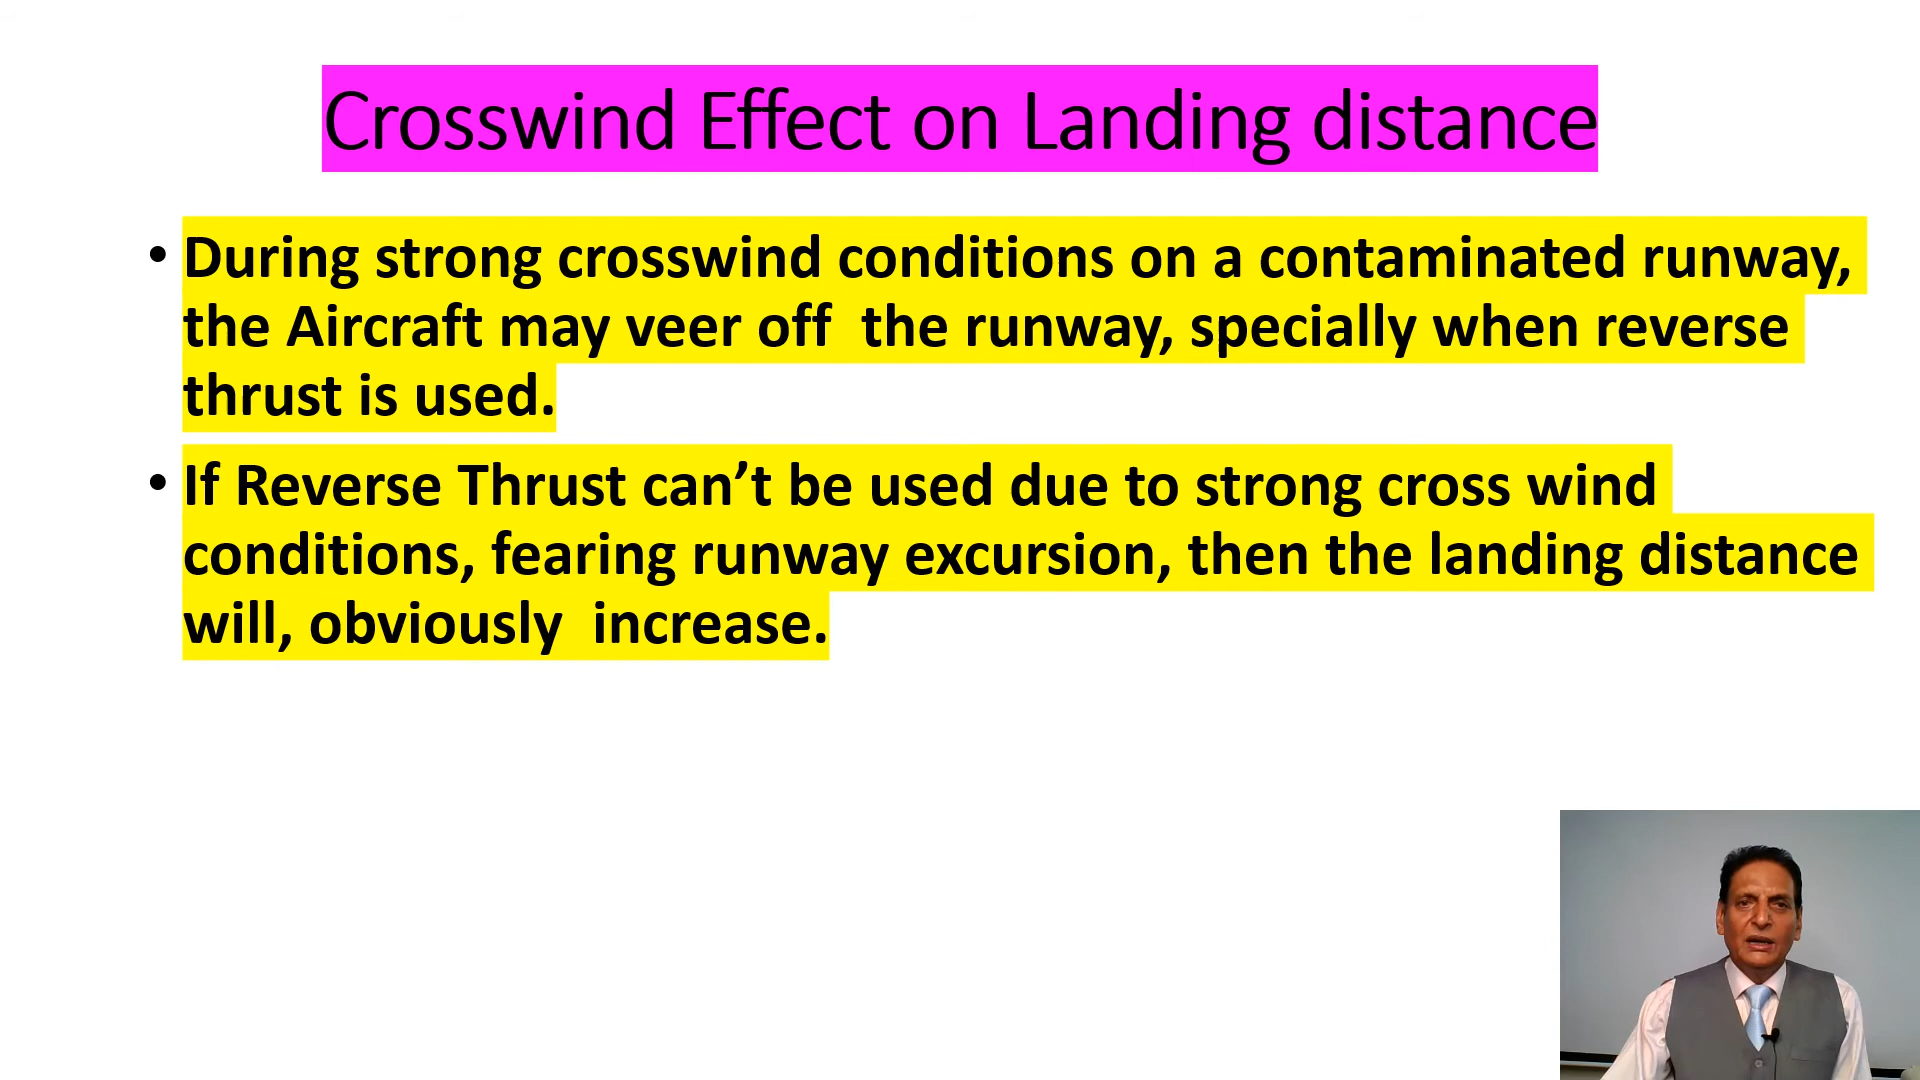 Crosswind Effect on Landing distance
• During strong crosswind conditions on a contaminated runway,
the Aircraft may veer off  the runway, specially when reverse
thrust is used.
• If Reverse Thrust can’t be used due to strong cross wind
conditions, fearing runway excursion, then the landing distance
will, obviously  increase.